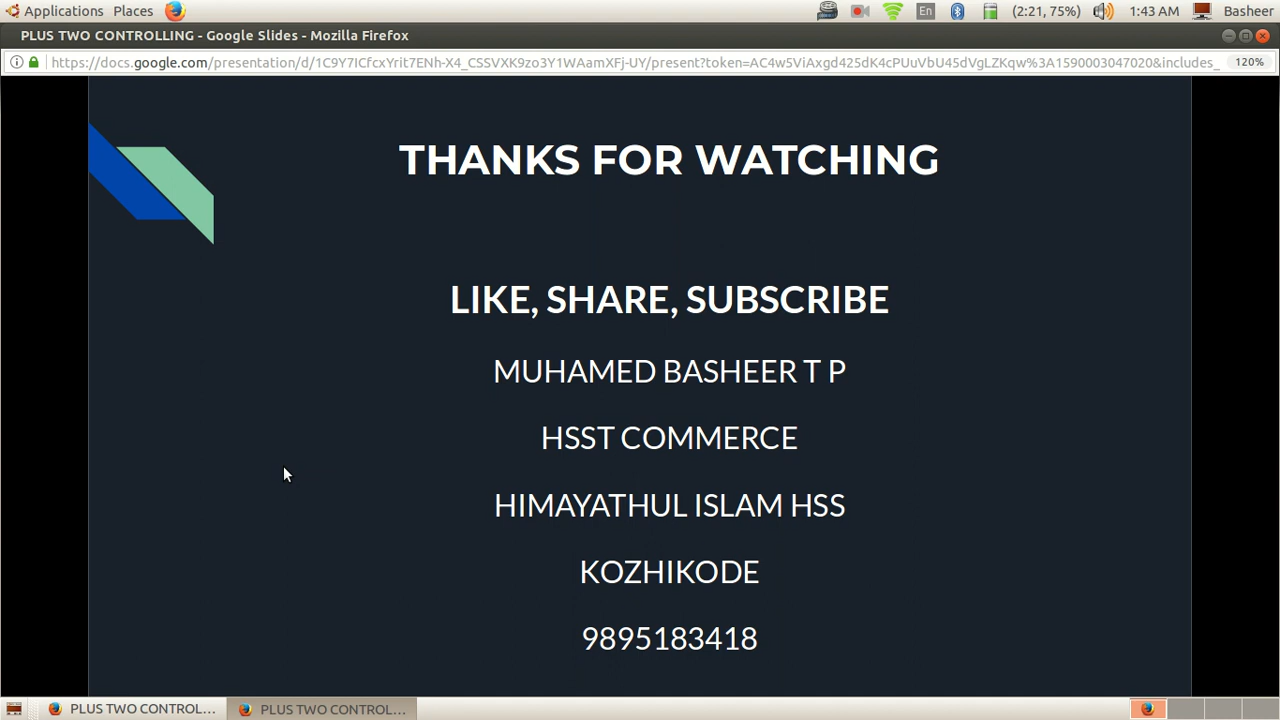 Applications Places En (2:21, 75%) 1:43 AM Basheer
PLUS TWO CONTROLLING - Google Slides - Mozilla Firefox
https://docs.google.com/presentation/d/1C9Y7ICfcxYrit7ENh-X4_CSSVXK9zo3Y1WAamXFj-UY/present?token=AC4w5ViAxgd425dK4cPUuVbU45dVgLZKqw%3A1590003047020&includes_ 120%
THANKS FOR WATCHING
LIKE, SHARE, SUBSCRIBE
MUHAMED BASHEER T P
HSST COMMERCE
HIMAYATHUL ISLAM HSS
KOZHIKODE
9895183418
PLUS TWO CONTROL... PLUS TWO CONTROL...